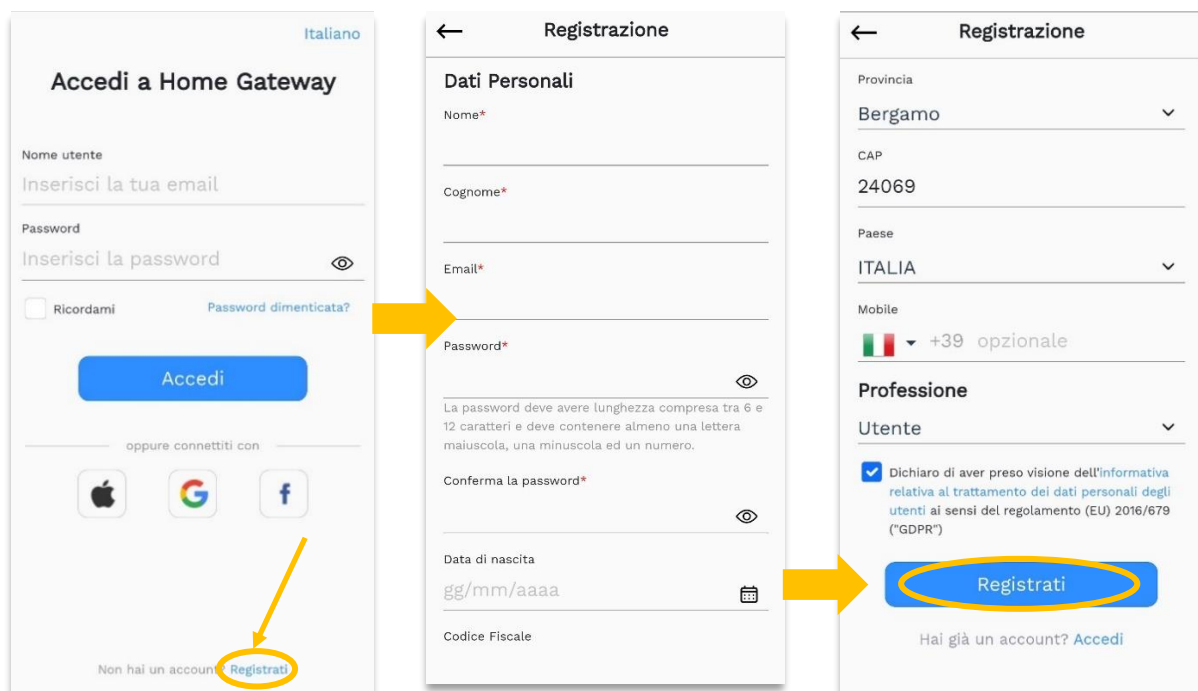 Italiano
Accedi a Home Gateway
Nome utente
Inserisci la tua email
Password
Inserisci la password
Ricordami
Password dimenticata?
Accedi
oppure connettiti con
Non hai un account? Registrati
Registrazione
Dati Personali
Nome*
Cognome*
Email*
Password*
La password deve avere lunghezza compresa tra 6 e
12 caratteri e deve contenere almeno una lettera
maiuscola, una minuscola ed un numero.
Conferma la password*
Data di nascita
gg/mm/aaaa
Codice Fiscale
Registrazione
Provincia
Bergamo
CAP
24069
Paese
ITALIA
Mobile
+39 opzionale
Professione
Utente
Dichiaro di aver preso visione dell'informativa
relativa al trattamento dei dati personali degli
utenti ai sensi del regolamento (EU) 2016/679
("GDPR")
Registrati
Hai già un account? Accedi